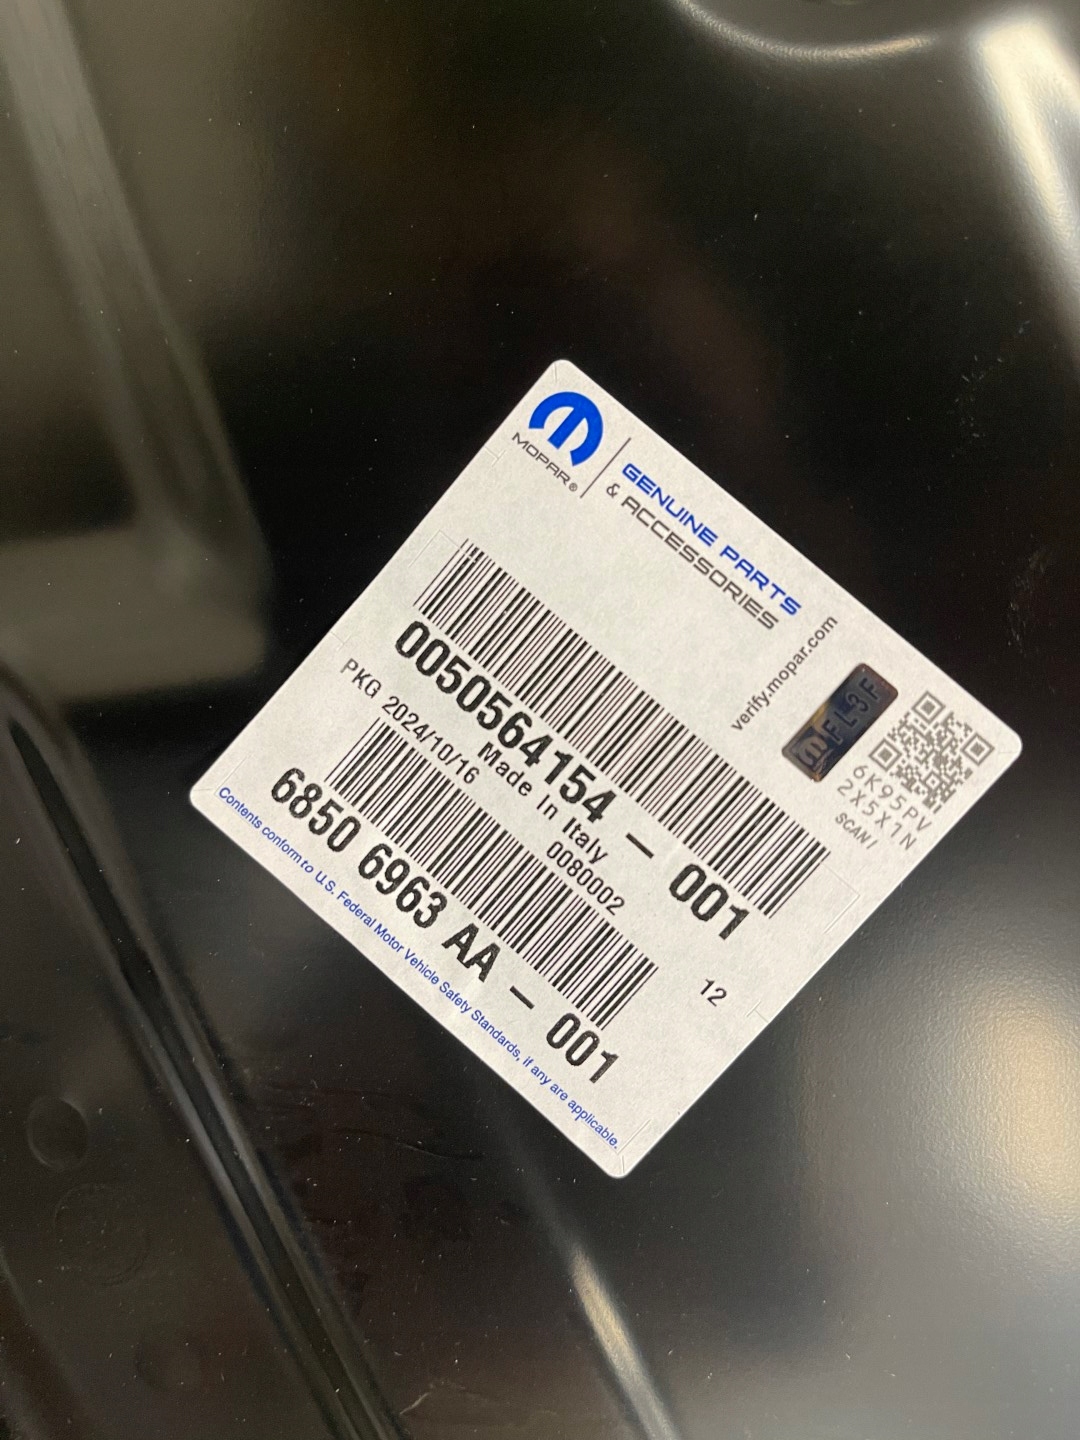 MOPAR®
GENUINE PARTS
& ACCESSORIES
verify.mopar.com
FL3F
6K95PV
2X5X1N
SCAN!
0050564154 - 001
PKG 2024/10/16
Made In Italy
0080002
6850 6963 AA - 001
12
Contents conform to U.S. Federal Motor Vehicle Safety Standards, if any are applicable.